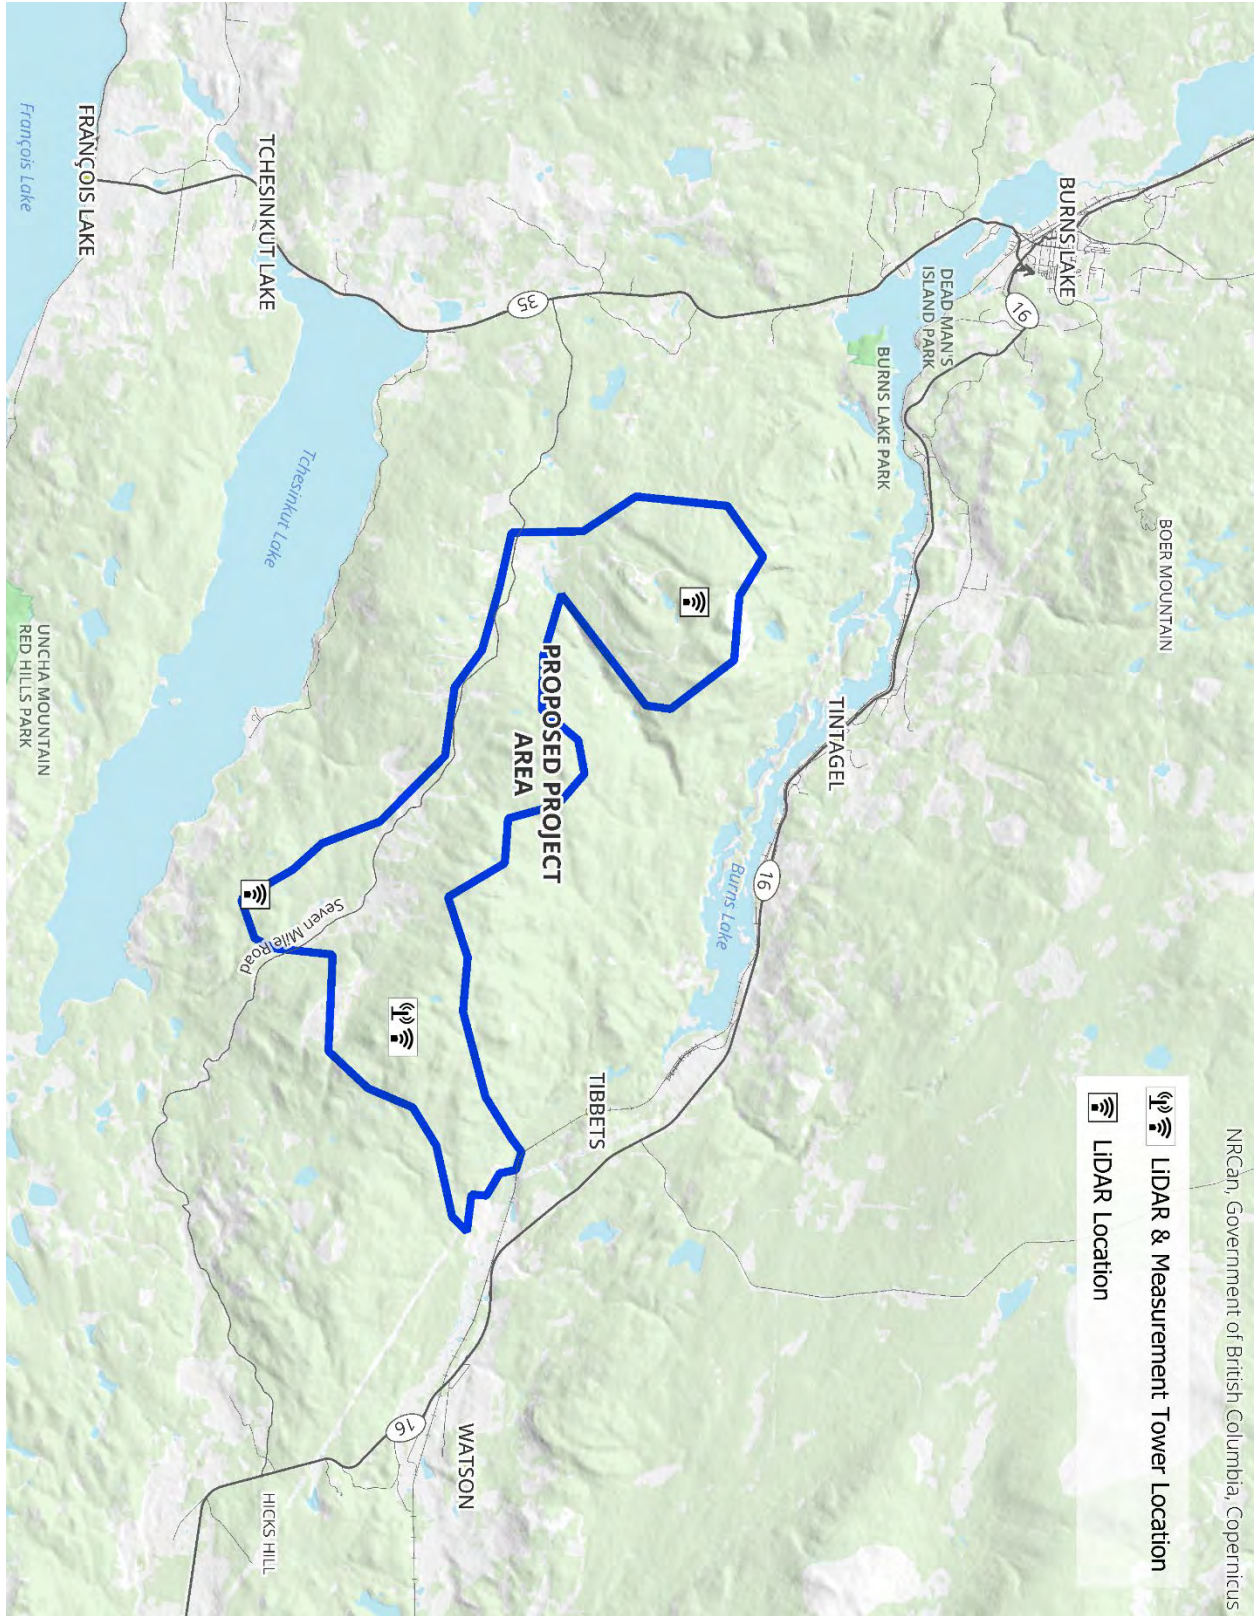 NRCan, Government of British Columbia, Copernicus
LiDAR & Measurement Tower Location
LiDAR Location
BURNS LAKE
16
BOER MOUNTAIN
DEAD MAN'S
ISLAND PARK
BURNS LAKE PARK
TINTAGEL
16
Burns Lake
35
PROPOSED PROJECT
AREA
TIBBETS
TCHESINKUT LAKE
Tchesinkut Lake
Seven Mile Road
WATSON
16
HICKS HILL
FRANÇOIS LAKE
François Lake
UNCHA MOUNTAIN
RED HILLS PARK